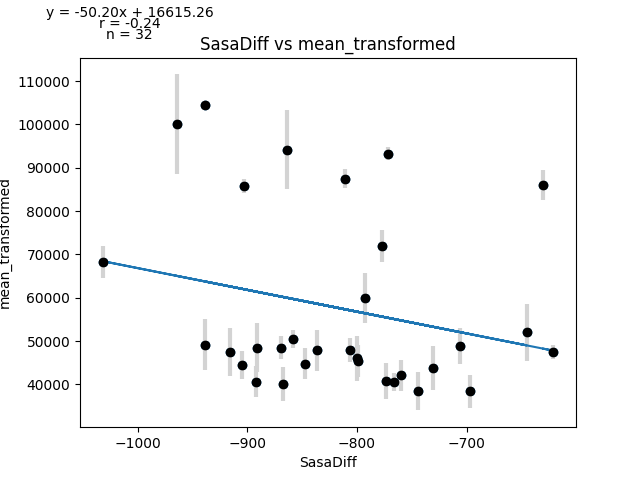 y = -50.20x + 16615.26
r = -0.24
n = 32
SasaDiff vs mean_transformed
110000
100000
90000
80000
70000
60000
50000
40000
mean_transformed
−1000
−900
−800
−700
SasaDiff